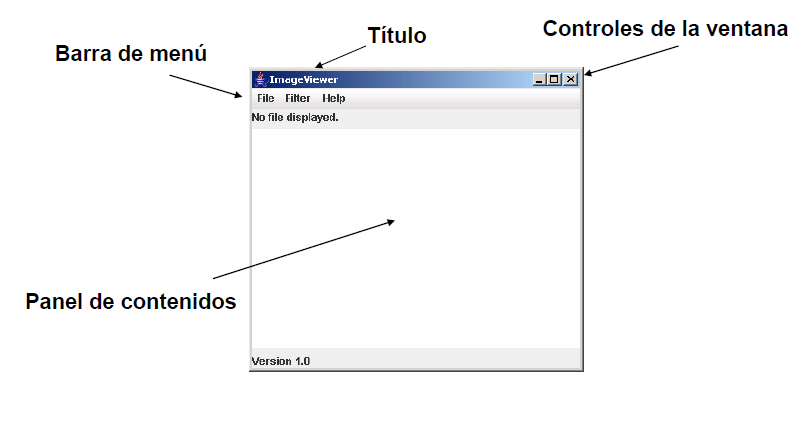 Título
Controles de la ventana
Barra de menú
ImageViewer
File Filter Help
No file displayed.
Panel de contenidos
Version 1.0